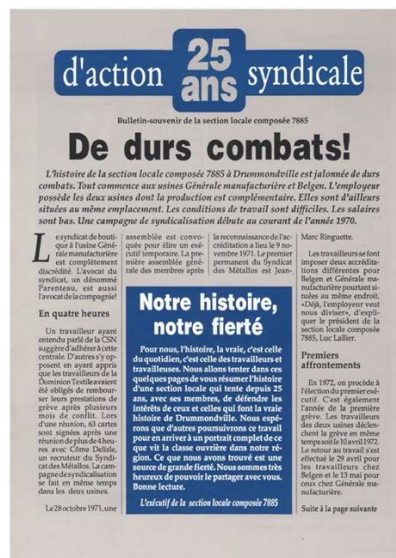 25
ans
d'action syndicale
Bulletin-souvenir de la section locale composée 7885
De durs combats!
L'histoire de la section locale composée 7885 à Drummondville est jalonnée de durs
combats. Tout commence aux usines Générale manufacturière et Belgen. L'employeur
possède les deux usines dont la production est complémentaire. Elles sont d'ailleurs
situées au même emplacement. Les conditions de travail sont difficiles. Les salaires
sont bas. Une campagne de syndicalisation débute au courant de l'année 1970.
Le syndicat de bouti-
que à l'usine Géné-
rale manufacturière
est complètement
discrédité. L'avocat du
syndicat, un dénommé
Parenteau, est aussi
l'avocat de la compagnie!
En quatre heures
Un travailleur ayant
entendu parlé de la CSN
suggère d'adhérer à cette
centrale. D'autres s'y op-
posent en ayant appris
que les travailleurs de la
Dominion Textile avaient
été obligés de rembour-
ser leurs prestations de
grève après plusieurs
mois de conflit. Lors
d'une réunion, 63 cartes
sont signées après une
réunion de plus de 4 heu-
res avec Côme Delisle,
un recruteur du Syndi-
cat des Métallos. La cam-
pagne de syndicalisation
se fait en même temps
dans les deux usines.
Le 28 octobre 1971, une
assemblée est convo-
quée pour élire un exé-
cutif temporaire. La pre-
mière assemblée géné-
rale des membres après
la reconnaissance de l'ac-
créditation a lieu le 9 no-
vembre 1971. Le premier
permanent du Syndicat
des Métallos est Jean-
Marc Ringuette.
Les travailleurs se font
imposer deux accrédita-
tions différentes pour
Belgen et Générale ma-
nufacturière pourtant si-
tuées au même endroit.
«Déjà, l'employeur veut
nous diviser», d'expli-
quer le président de la
section locale composée
7885, Luc Lallier.
Premiers
affrontements
En 1972, on procède à
l'élection du premier exé-
cutif. C'est également
l'année de la première
grève. Les travailleurs
des deux usines déclen-
chent la grève en même
temps soit le 10 avril 1972.
Le retour au travail s'est
effectué le 29 avril pour
les travailleurs chez
Belgen et le 13 mai pour
ceux chez Générale ma-
nufacturière.
Suite à la page suivante
Notre histoire,
notre fierté
Pour nous, l'histoire, la vraie, c'est celle
du quotidien, c'est celle des travailleurs et
travailleuses. Nous allons tenter dans ces
quelques pages de vous résumer l'histoire
d'une section locale qui tente depuis 25
ans, avec ses membres, de défendre les
intérêts de ceux et celles qui font la vraie
histoire de Drummondville. Nous espé-
rons que d'autres poursuivrons ce travail
pour en arriver à un portrait complet de ce
que vit la classe ouvrière dans notre ré-
gion. Ce que nous avons trouvé est une
source de grande fierté. Nous sommes très
heureux de pouvoir le partager avec vous.
Bonne lecture.
L'exécutif de la section locale composée 7885